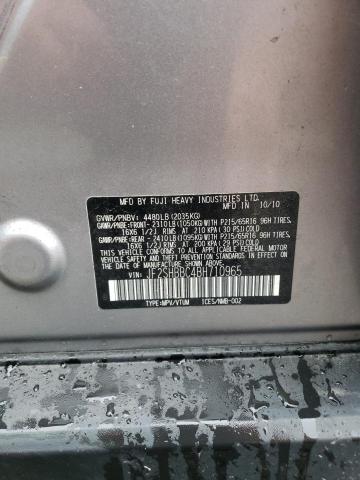 MFD BY FUJI HEAVY INDUSTRIES LTD.
MFD IN 10/10
GVWR/PNBV: 4480LB(2035KG)
GAWR/PNBE: FRONT- 2310LB(1050KG)WITH P215/65R16 96H TIRES,
16X6 1/2J RIMS AT 210 KPA(30 PSI)COLD
GAWR/PNBE: REAR - 2410LB(1095KG)WITH P215/65R16 96H TIRES,
16X6 1/2J RIMS AT 200 KPA(29 PSI)COLD
THIS VEHICLE CONFORMS TO ALL APPLICABLE FEDERAL MOTOR
VEHICLE SAFETY, BUMPER, AND THEFT PREVENTION STANDARDS
IN EFFECT ON THE DATE OF MANUFACTURE SHOWN ABOVE.
JF2SHBBC4BH710965
TYPE:MPV/VTUM ICES/NMB-002